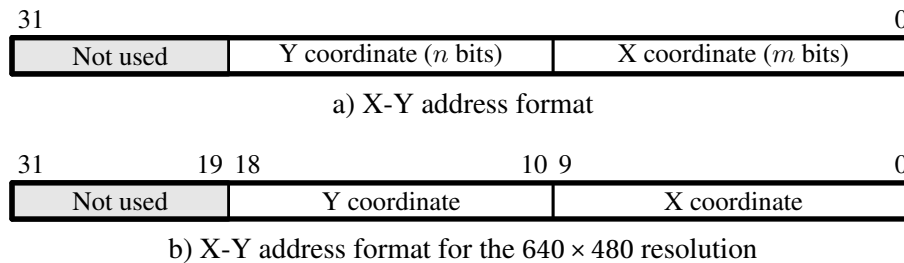 31 0
Not used Y coordinate (n bits) X coordinate (m bits)
a) X-Y address format
31 19 18 10 9 0
Not used Y coordinate X coordinate
b) X-Y address format for the 640 × 480 resolution